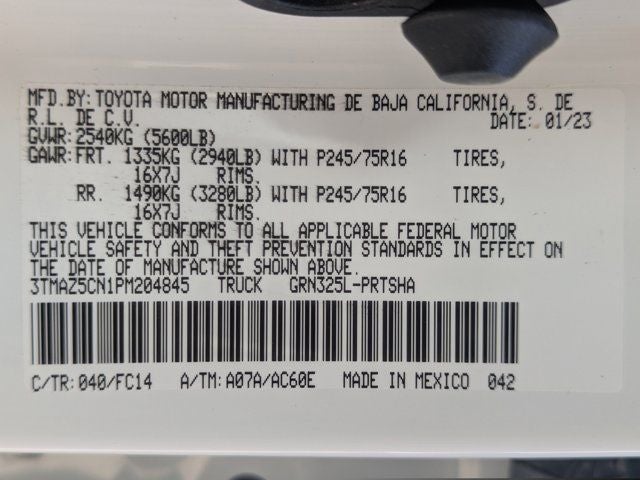 MFD.BY: TOYOTA MOTOR MANUFACTURING DE BAJA CALIFORNIA, S. DE
R.L. DE C.V. DATE: 01/23
GVWR: 2540KG (5600LB)
GAWR: FRT. 1335KG (2940LB) WITH P245/75R16 TIRES,
16X7J RIMS.
RR. 1490KG (3280LB) WITH P245/75R16 TIRES,
16X7J RIMS.
THIS VEHICLE CONFORMS TO ALL APPLICABLE FEDERAL MOTOR
VEHICLE SAFETY AND THEFT PREVENTION STANDARDS IN EFFECT ON
THE DATE OF MANUFACTURE SHOWN ABOVE.
3TMAZ5CN1PM204845 TRUCK GRN325L-PRTSHA
C/TR: 040/FC14 A/TM: A07A/AC60E MADE IN MEXICO 042